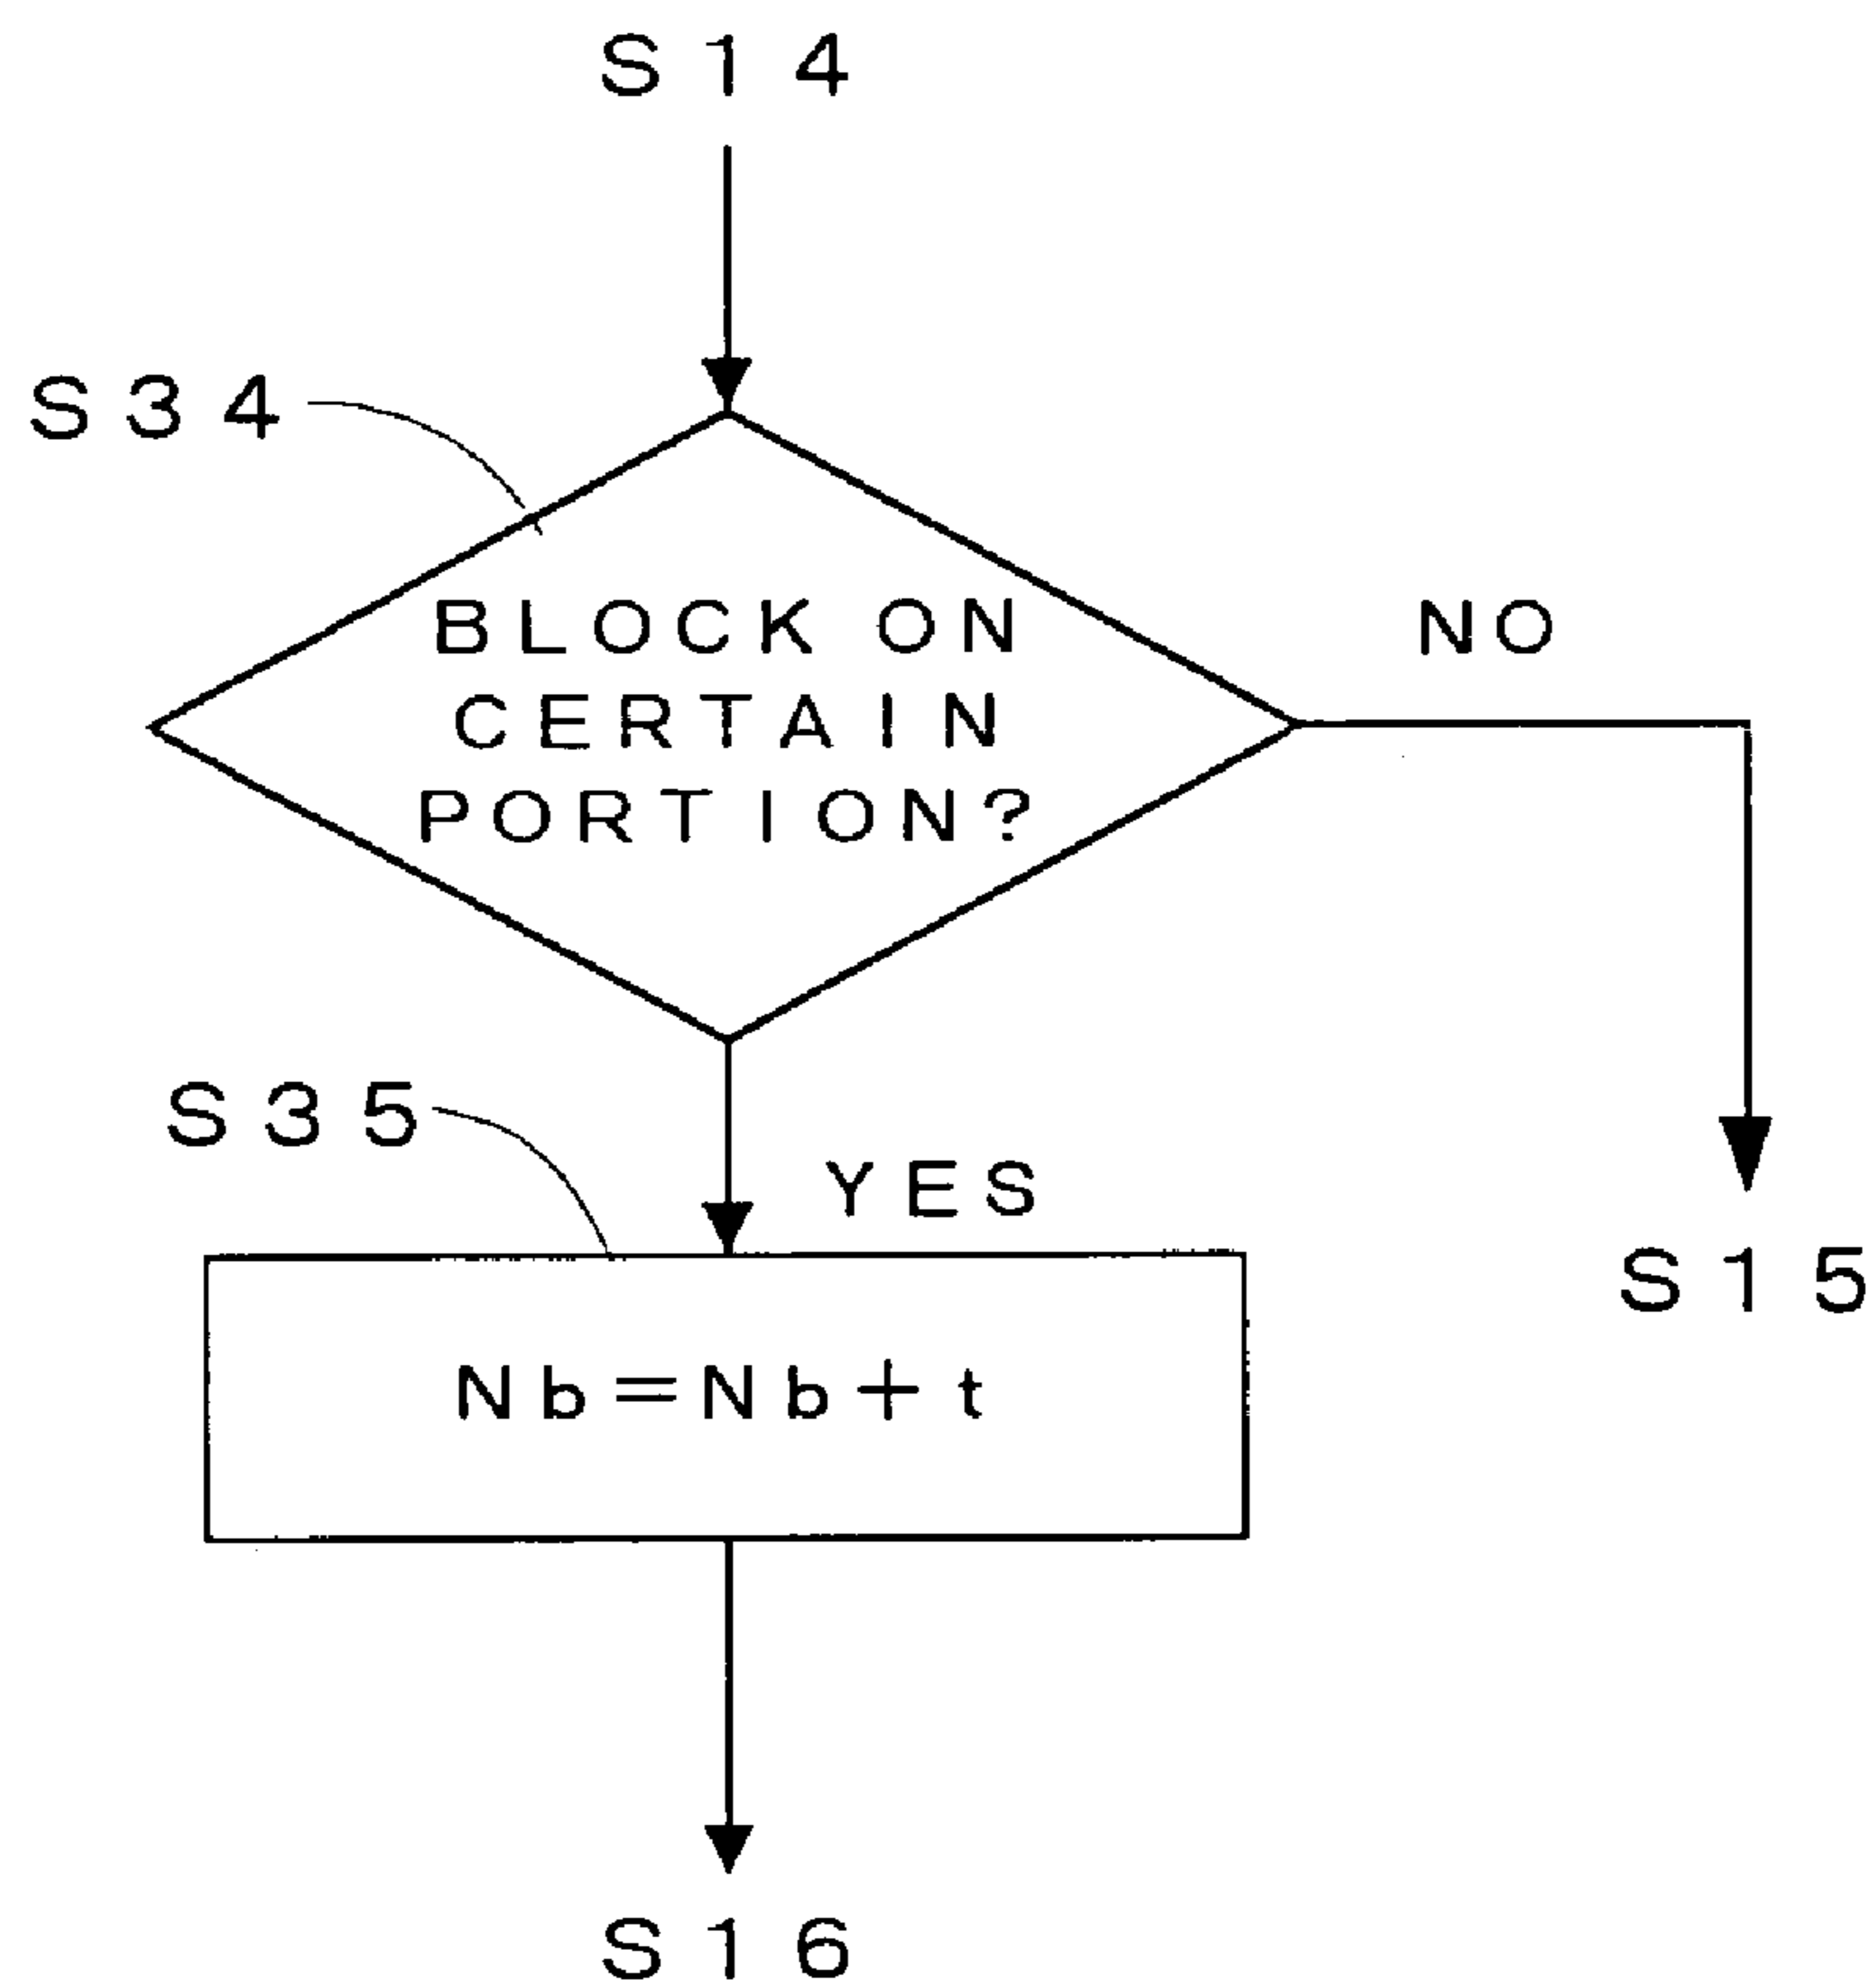 S14
S34
BLOCK ON
CERTAIN
PORTION?
NO
S35
YES
S15
Nb=Nb+t
S16